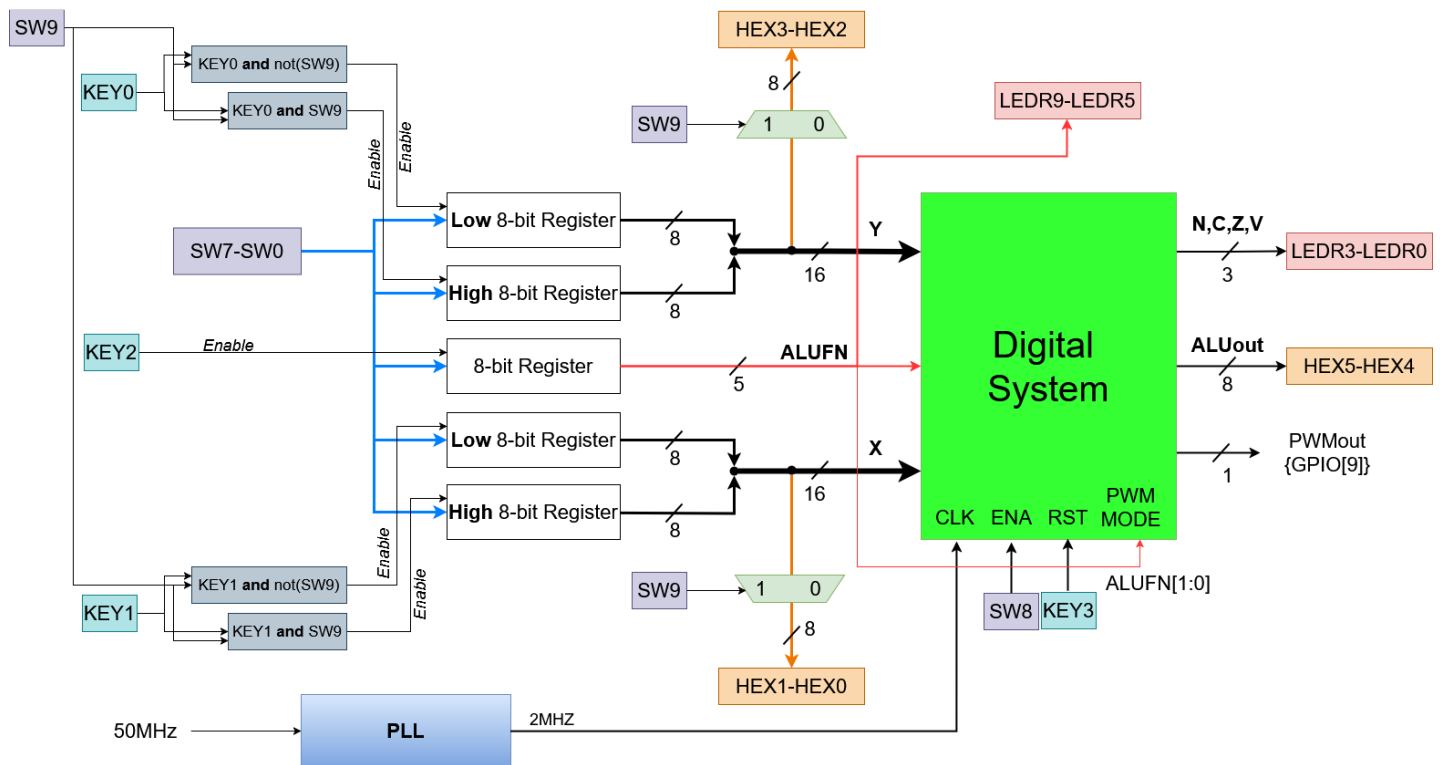 SW9
HEX3-HEX2
KEY0 and not(SW9)
KEY0
KEY0 and SW9
8
LEDR9-LEDR5
SW9
1 0
Enable
Enable
Low 8-bit Register
8
Y
N,C,Z,V
SW7-SW0
16
3
LEDR3-LEDR0
High 8-bit Register
8
KEY2
Enable
8-bit Register
5
ALUFN
Digital
System
ALUout
8
HEX5-HEX4
Low 8-bit Register
8
X
PWMout
{GPIO[9]}
1
16
High 8-bit Register
8
CLK
ENA
RST
PWM
MODE
Enable
Enable
KEY1 and not(SW9)
KEY1
KEY1 and SW9
SW9
1 0
ALUFN[1:0]
SW8
KEY3
8
HEX1-HEX0
50MHz
PLL
2MHZ